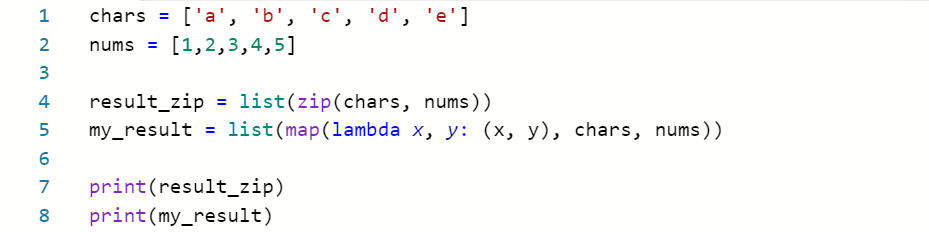 1 chars = ['a', 'b', 'c', 'd', 'e']
2 nums = [1,2,3,4,5]
3
4 result_zip = list(zip(chars, nums))
5 my_result = list(map(lambda x, y: (x, y), chars, nums))
6
7 print(result_zip)
8 print(my_result)